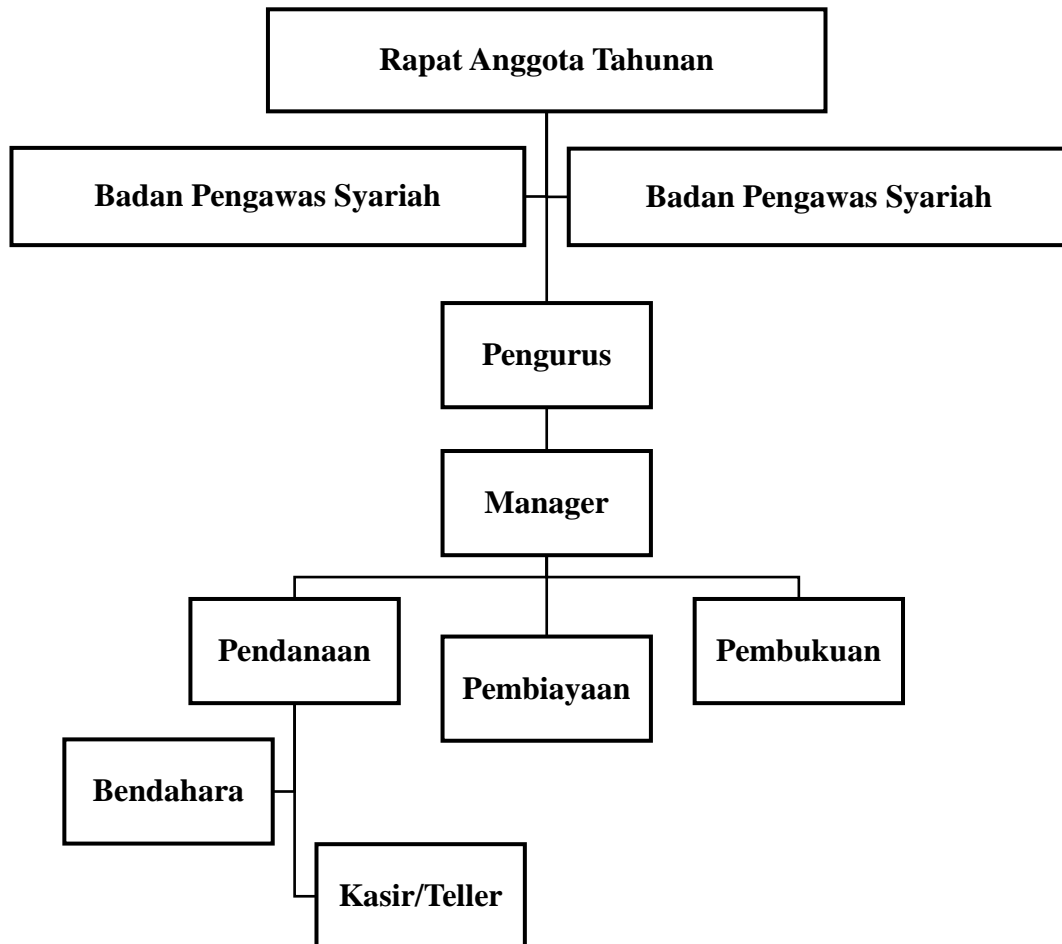 Rapat Anggota Tahunan
Badan Pengawas Syariah
Badan Pengawas Syariah
Pengurus
Manager
Pendanaan
Pembiayaan
Pembukuan
Bendahara
Kasir/Teller